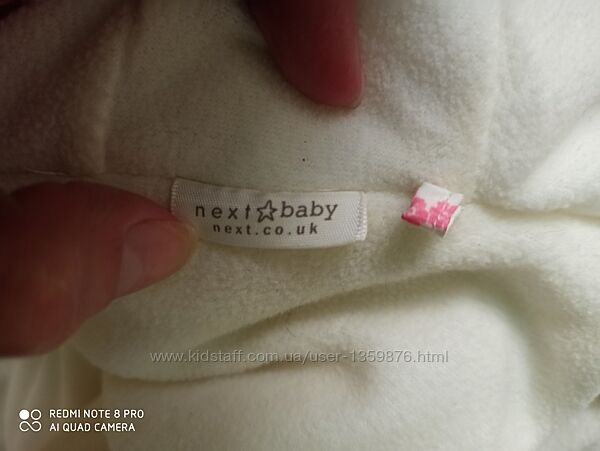 next☆baby
next.co.uk
www.kidstaff.com.ua/user-1359876.html
REDMI NOTE 8 PRO
AI QUAD CAMERA